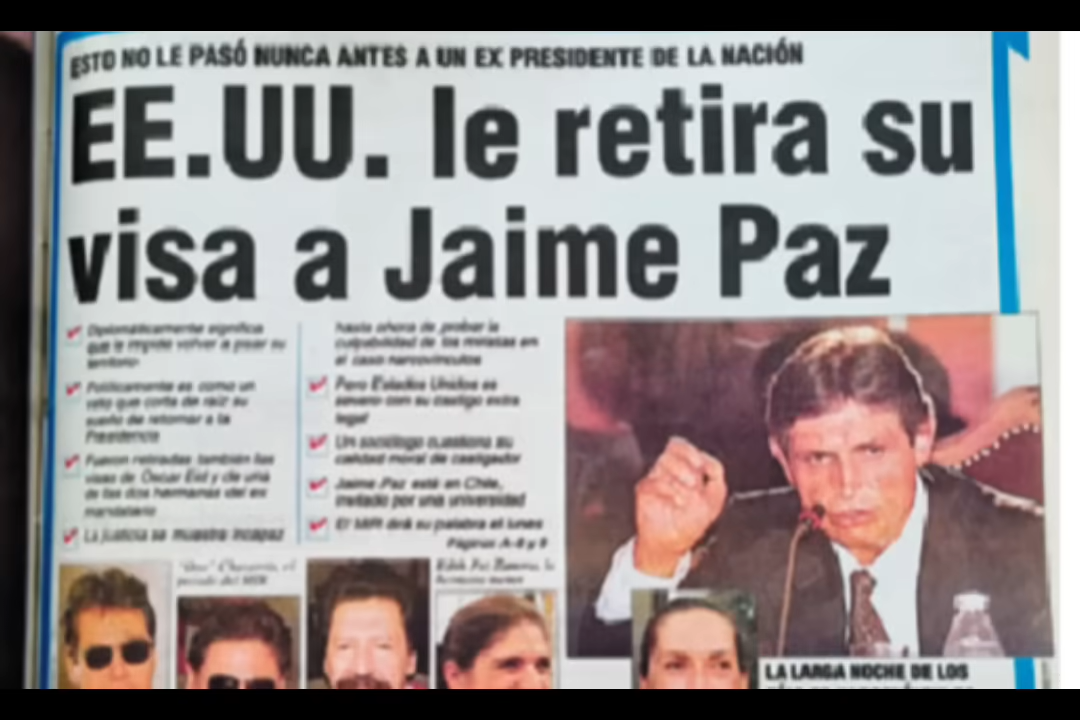 ESTO NO LE PASÓ NUNCA ANTES A UN EX PRESIDENTE DE LA NACIÓN
EE.UU. le retira su
visa a Jaime Paz
Diplomáticamente significa
que le impide volver a pisar su
territorio
Políticamente es como un
veto que corta de raíz su
sueño de retornar a la
Presidencia
Fueron retiradas también las
visas de Oscar Eid y de una
de las dos hermanas del ex
mandatario
La justicia se muestra incapaz
hasta ahora de probar la
culpabilidad de los miristas en
el caso narcovínculos
Pero Estados Unidos es
severo con su castigo extra
legal
Un sociólogo cuestiona su
calidad moral de castigador
Jaime Paz está en Chile,
invitado por una universidad
El MIR dirá su palabra el lunes
Páginas A-8 y 9
LA LARGA NOCHE DE LOS